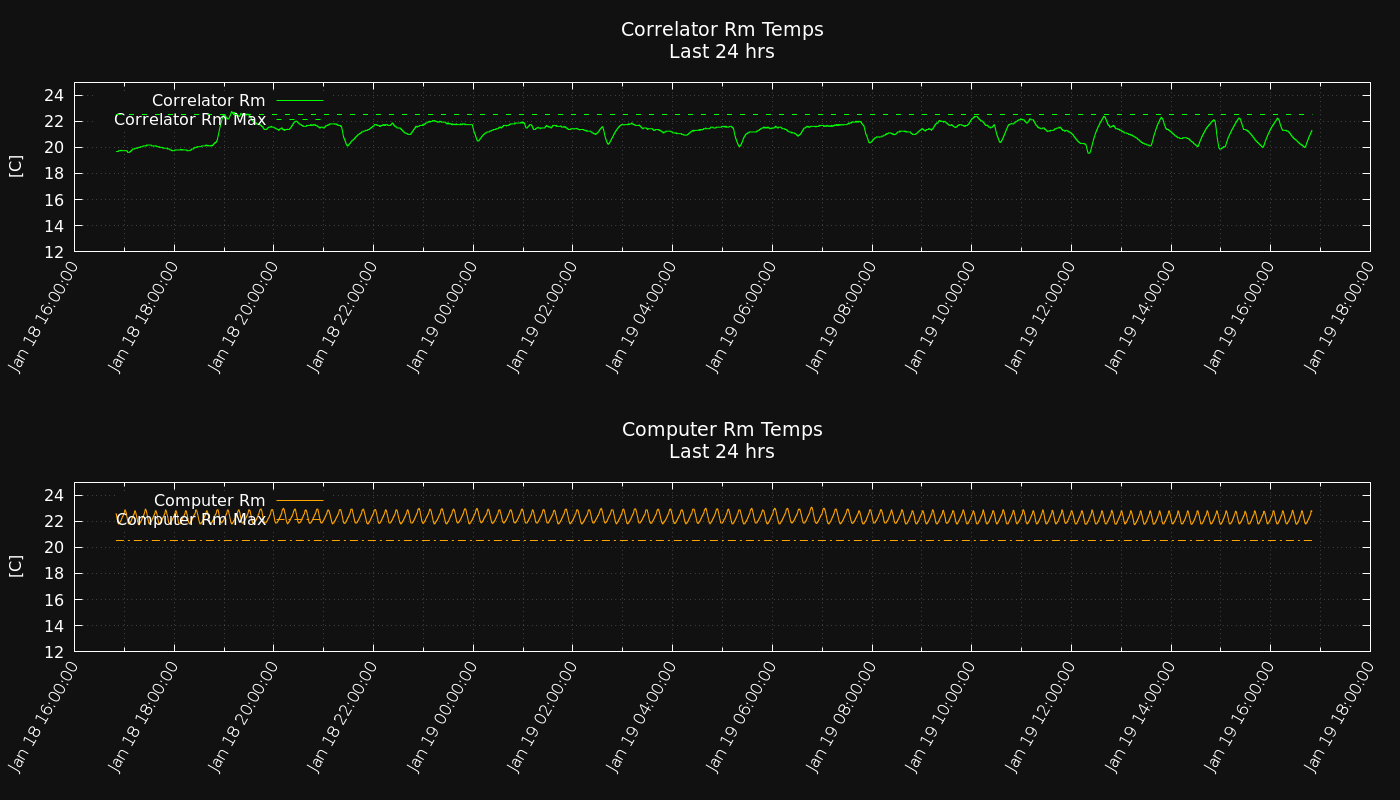 Correlator Rm Temps
Last 24 hrs
Correlator Rm
Correlator Rm Max
[C]
24
22
20
18
16
14
12
Jan 18 16:00:00
Jan 18 18:00:00
Jan 18 20:00:00
Jan 18 22:00:00
Jan 19 00:00:00
Jan 19 02:00:00
Jan 19 04:00:00
Jan 19 06:00:00
Jan 19 08:00:00
Jan 19 10:00:00
Jan 19 12:00:00
Jan 19 14:00:00
Jan 19 16:00:00
Jan 19 18:00:00
Computer Rm Temps
Last 24 hrs
Computer Rm
Computer Rm Max
[C]
24
22
20
18
16
14
12
Jan 18 16:00:00
Jan 18 18:00:00
Jan 18 20:00:00
Jan 18 22:00:00
Jan 19 00:00:00
Jan 19 02:00:00
Jan 19 04:00:00
Jan 19 06:00:00
Jan 19 08:00:00
Jan 19 10:00:00
Jan 19 12:00:00
Jan 19 14:00:00
Jan 19 16:00:00
Jan 19 18:00:00